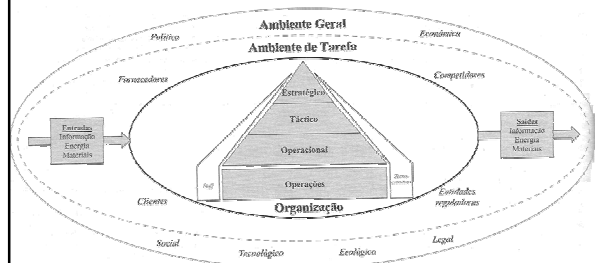 Ambiente Geral
Político
Económico
Ambiente de Tarefa
Fornecedores
Competidores
Estratégico
Táctico
Operacional
Operações
Staff
Organização
Entradas
Informação
Energia
Materiais
Saídas
Informação
Energia
Materiais
Clientes
Entidades
reguladoras
Social
Tecnológico
Ecológico
Legal